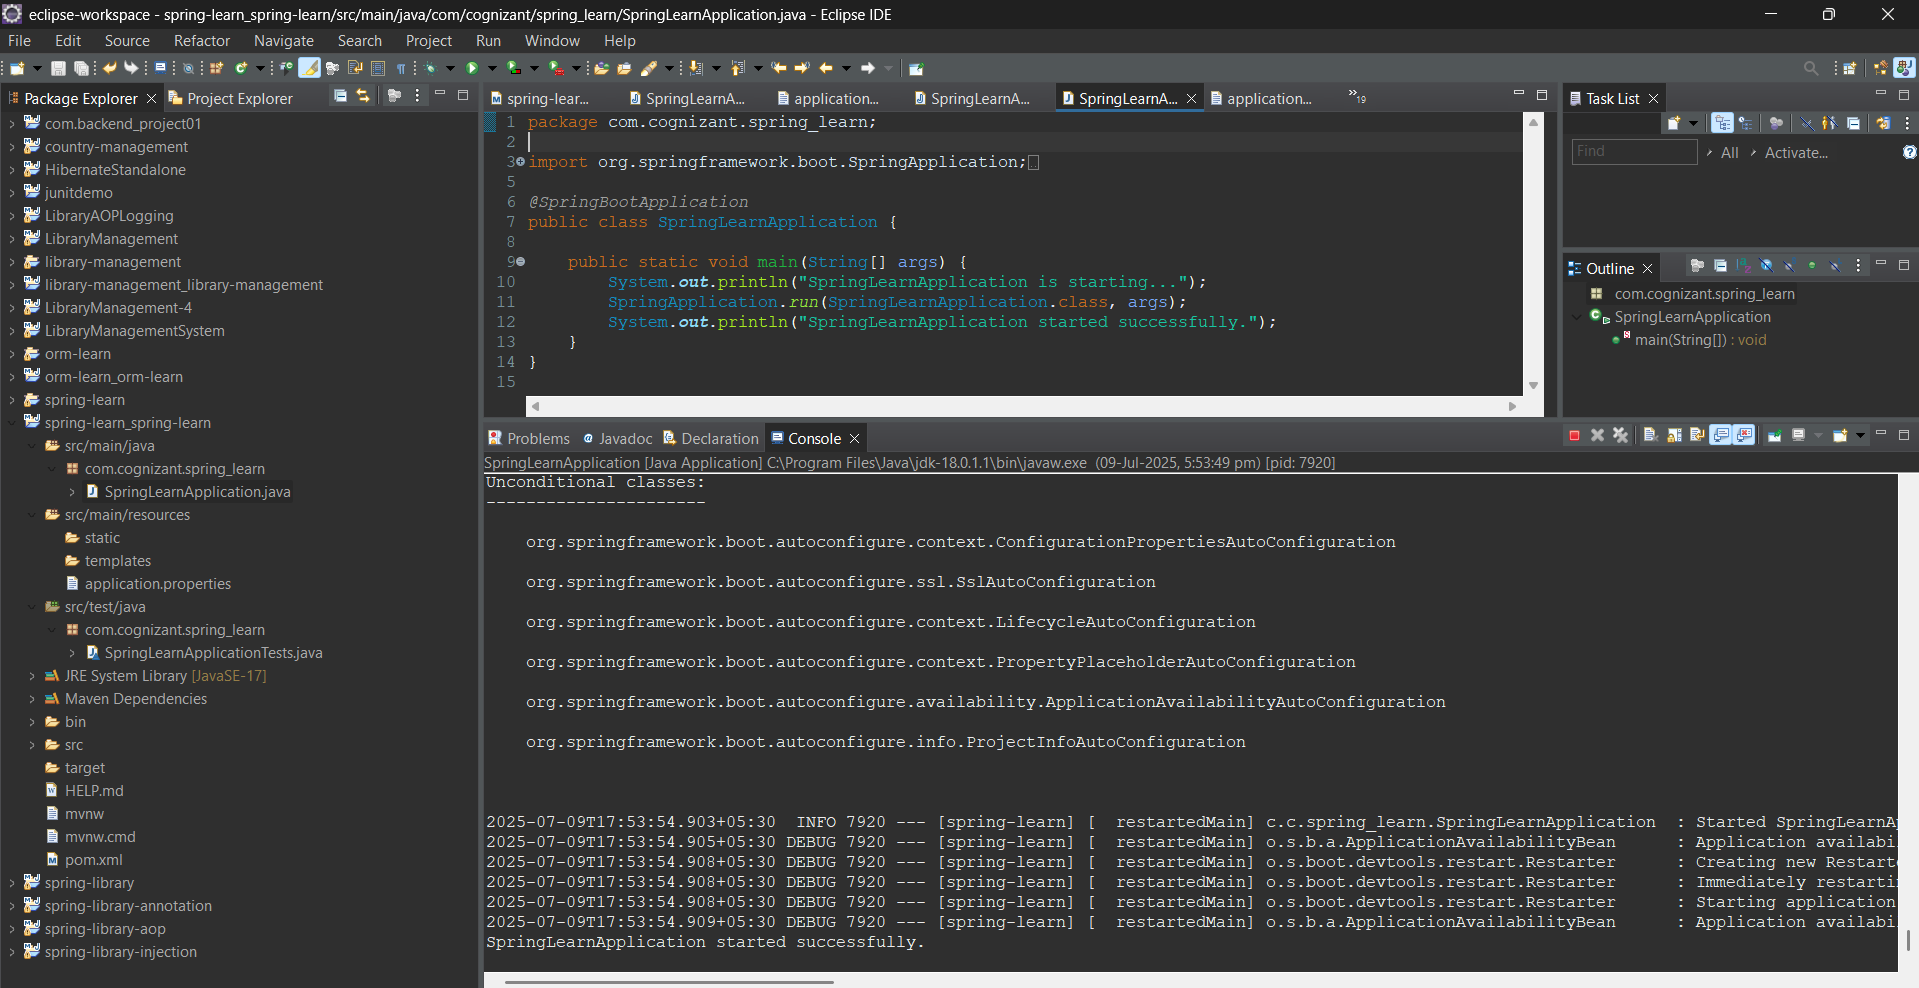 eclipse-workspace - spring-learn_spring-learn/src/main/java/com/cognizant/spring_learn/SpringLearnApplication.java - Eclipse IDE
File Edit Source Refactor Navigate Search Project Run Window Help
Package Explorer
Project Explorer
com.backend_project01
country-management
HibernateStandalone
junitdemo
LibraryAOPLogging
LibraryManagement
library-management
library-management_library-management
LibraryManagement-4
LibraryManagementSystem
orm-learn
orm-learn_orm-learn
spring-learn
spring-learn_spring-learn
src/main/java
com.cognizant.spring_learn
SpringLearnApplication.java
src/main/resources
static
templates
application.properties
src/test/java
com.cognizant.spring_learn
SpringLearnApplicationTests.java
JRE System Library [JavaSE-17]
Maven Dependencies
bin
src
target
HELP.md
mvnw
mvnw.cmd
pom.xml
spring-library
spring-library-annotation
spring-library-aop
spring-library-injection
spring-lear... SpringLearnA... application... SpringLearnA... SpringLearnA... application... »19
1 package com.cognizant.spring_learn;
2
3 import org.springframework.boot.SpringApplication;
5
6 @SpringBootApplication
7 public class SpringLearnApplication {
8
9 public static void main(String[] args) {
10 System.out.println("SpringLearnApplication is starting...");
11 SpringApplication.run(SpringLearnApplication.class, args);
12 System.out.println("SpringLearnApplication started successfully.");
13 }
14 }
15
Problems Javadoc Declaration Console
SpringLearnApplication [Java Application] C:\Program Files\Java\jdk-18.0.1.1\bin\javaw.exe (09-Jul-2025, 5:53:49 pm) [pid: 7920]
Unconditional classes:
----------------------
org.springframework.boot.autoconfigure.context.ConfigurationPropertiesAutoConfiguration
org.springframework.boot.autoconfigure.ssl.SslAutoConfiguration
org.springframework.boot.autoconfigure.context.LifecycleAutoConfiguration
org.springframework.boot.autoconfigure.context.PropertyPlaceholderAutoConfiguration
org.springframework.boot.autoconfigure.availability.ApplicationAvailabilityAutoConfiguration
org.springframework.boot.autoconfigure.info.ProjectInfoAutoConfiguration
2025-07-09T17:53:54.903+05:30 INFO 7920 --- [spring-learn] [ restartedMain] c.c.spring_learn.SpringLearnApplication : Started SpringLearnA
2025-07-09T17:53:54.905+05:30 DEBUG 7920 --- [spring-learn] [ restartedMain] o.s.b.a.ApplicationAvailabilityBean : Application availabi
2025-07-09T17:53:54.908+05:30 DEBUG 7920 --- [spring-learn] [ restartedMain] o.s.boot.devtools.restart.Restarter : Creating new Restart
2025-07-09T17:53:54.908+05:30 DEBUG 7920 --- [spring-learn] [ restartedMain] o.s.boot.devtools.restart.Restarter : Immediately restarti
2025-07-09T17:53:54.908+05:30 DEBUG 7920 --- [spring-learn] [ restartedMain] o.s.boot.devtools.restart.Restarter : Starting application
2025-07-09T17:53:54.909+05:30 DEBUG 7920 --- [spring-learn] [ restartedMain] o.s.b.a.ApplicationAvailabilityBean : Application availabi
SpringLearnApplication started successfully.
Task List
Find All Activate...
Outline
com.cognizant.spring_learn
SpringLearnApplication
main(String[]) : void